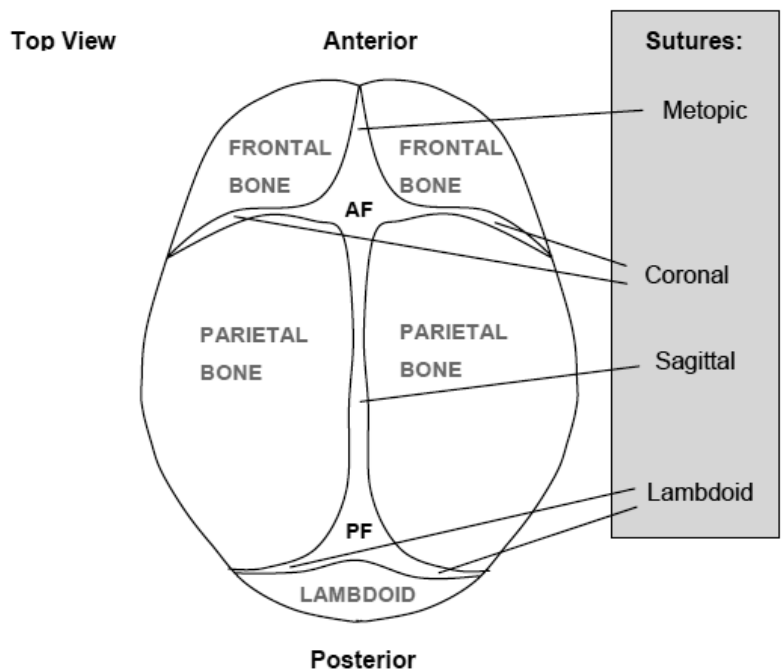 Top View
Anterior
Sutures:
Metopic
FRONTAL
BONE
FRONTAL
BONE
AF
Coronal
PARIETAL
BONE
PARIETAL
BONE
Sagittal
Lambdoid
PF
LAMBDOID
Posterior